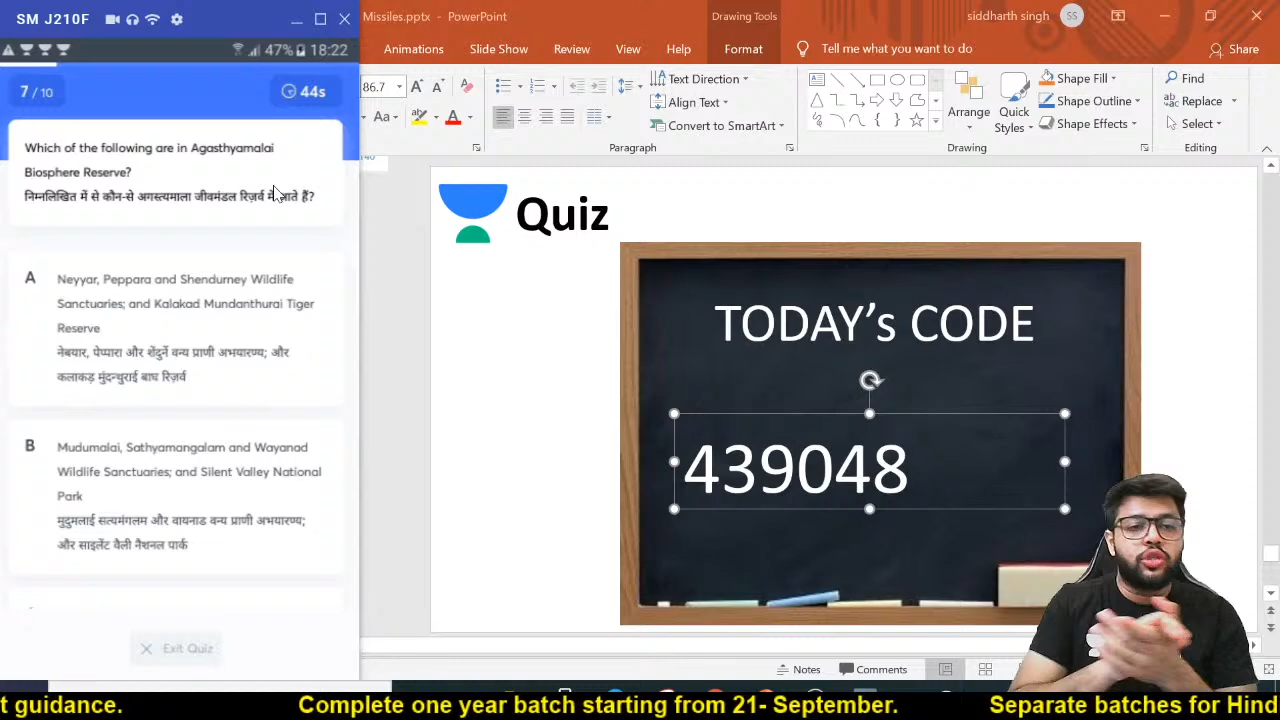 SM J210F
47% 18:22
7 / 10
44s
Which of the following are in Agasthyamalai
Biosphere Reserve?
निम्नलिखित में से कौन-से अगस्त्यमाला जीवमंडल रिज़र्व में आते हैं?
A
Neyyar, Peppara and Shendurney Wildlife
Sanctuaries; and Kalakad Mundanthurai Tiger
Reserve
नेबयार, पेप्पारा और शेंदुर्ने वन्य प्राणी अभयारण्य; और
कलाकड़ मुंदन्थुराई बाघ रिज़र्व
B
Mudumalai, Sathyamangalam and Wayanad
Wildlife Sanctuaries; and Silent Valley National
Park
मुदुमलाई सत्यमंगलम और वायनाड वन्य प्राणी अभयारण्य;
और साइलेंट वैली नैशनल पार्क
Exit Quiz
Missiles.pptx - PowerPoint
Drawing Tools
siddharth singh
SS
Animations Slide Show Review View Help Format
Tell me what you want to do
Share
86.7
Aa
Text Direction
Align Text
Convert to SmartArt
Paragraph
Arrange
Quick
Styles
Shape Fill
Shape Outline
Shape Effects
Drawing
Find
Replace
Select
Editing
Quiz
TODAY's CODE
439048
Notes
Comments
t guidance. Complete one year batch starting from 21- September. Separate batches for Hind